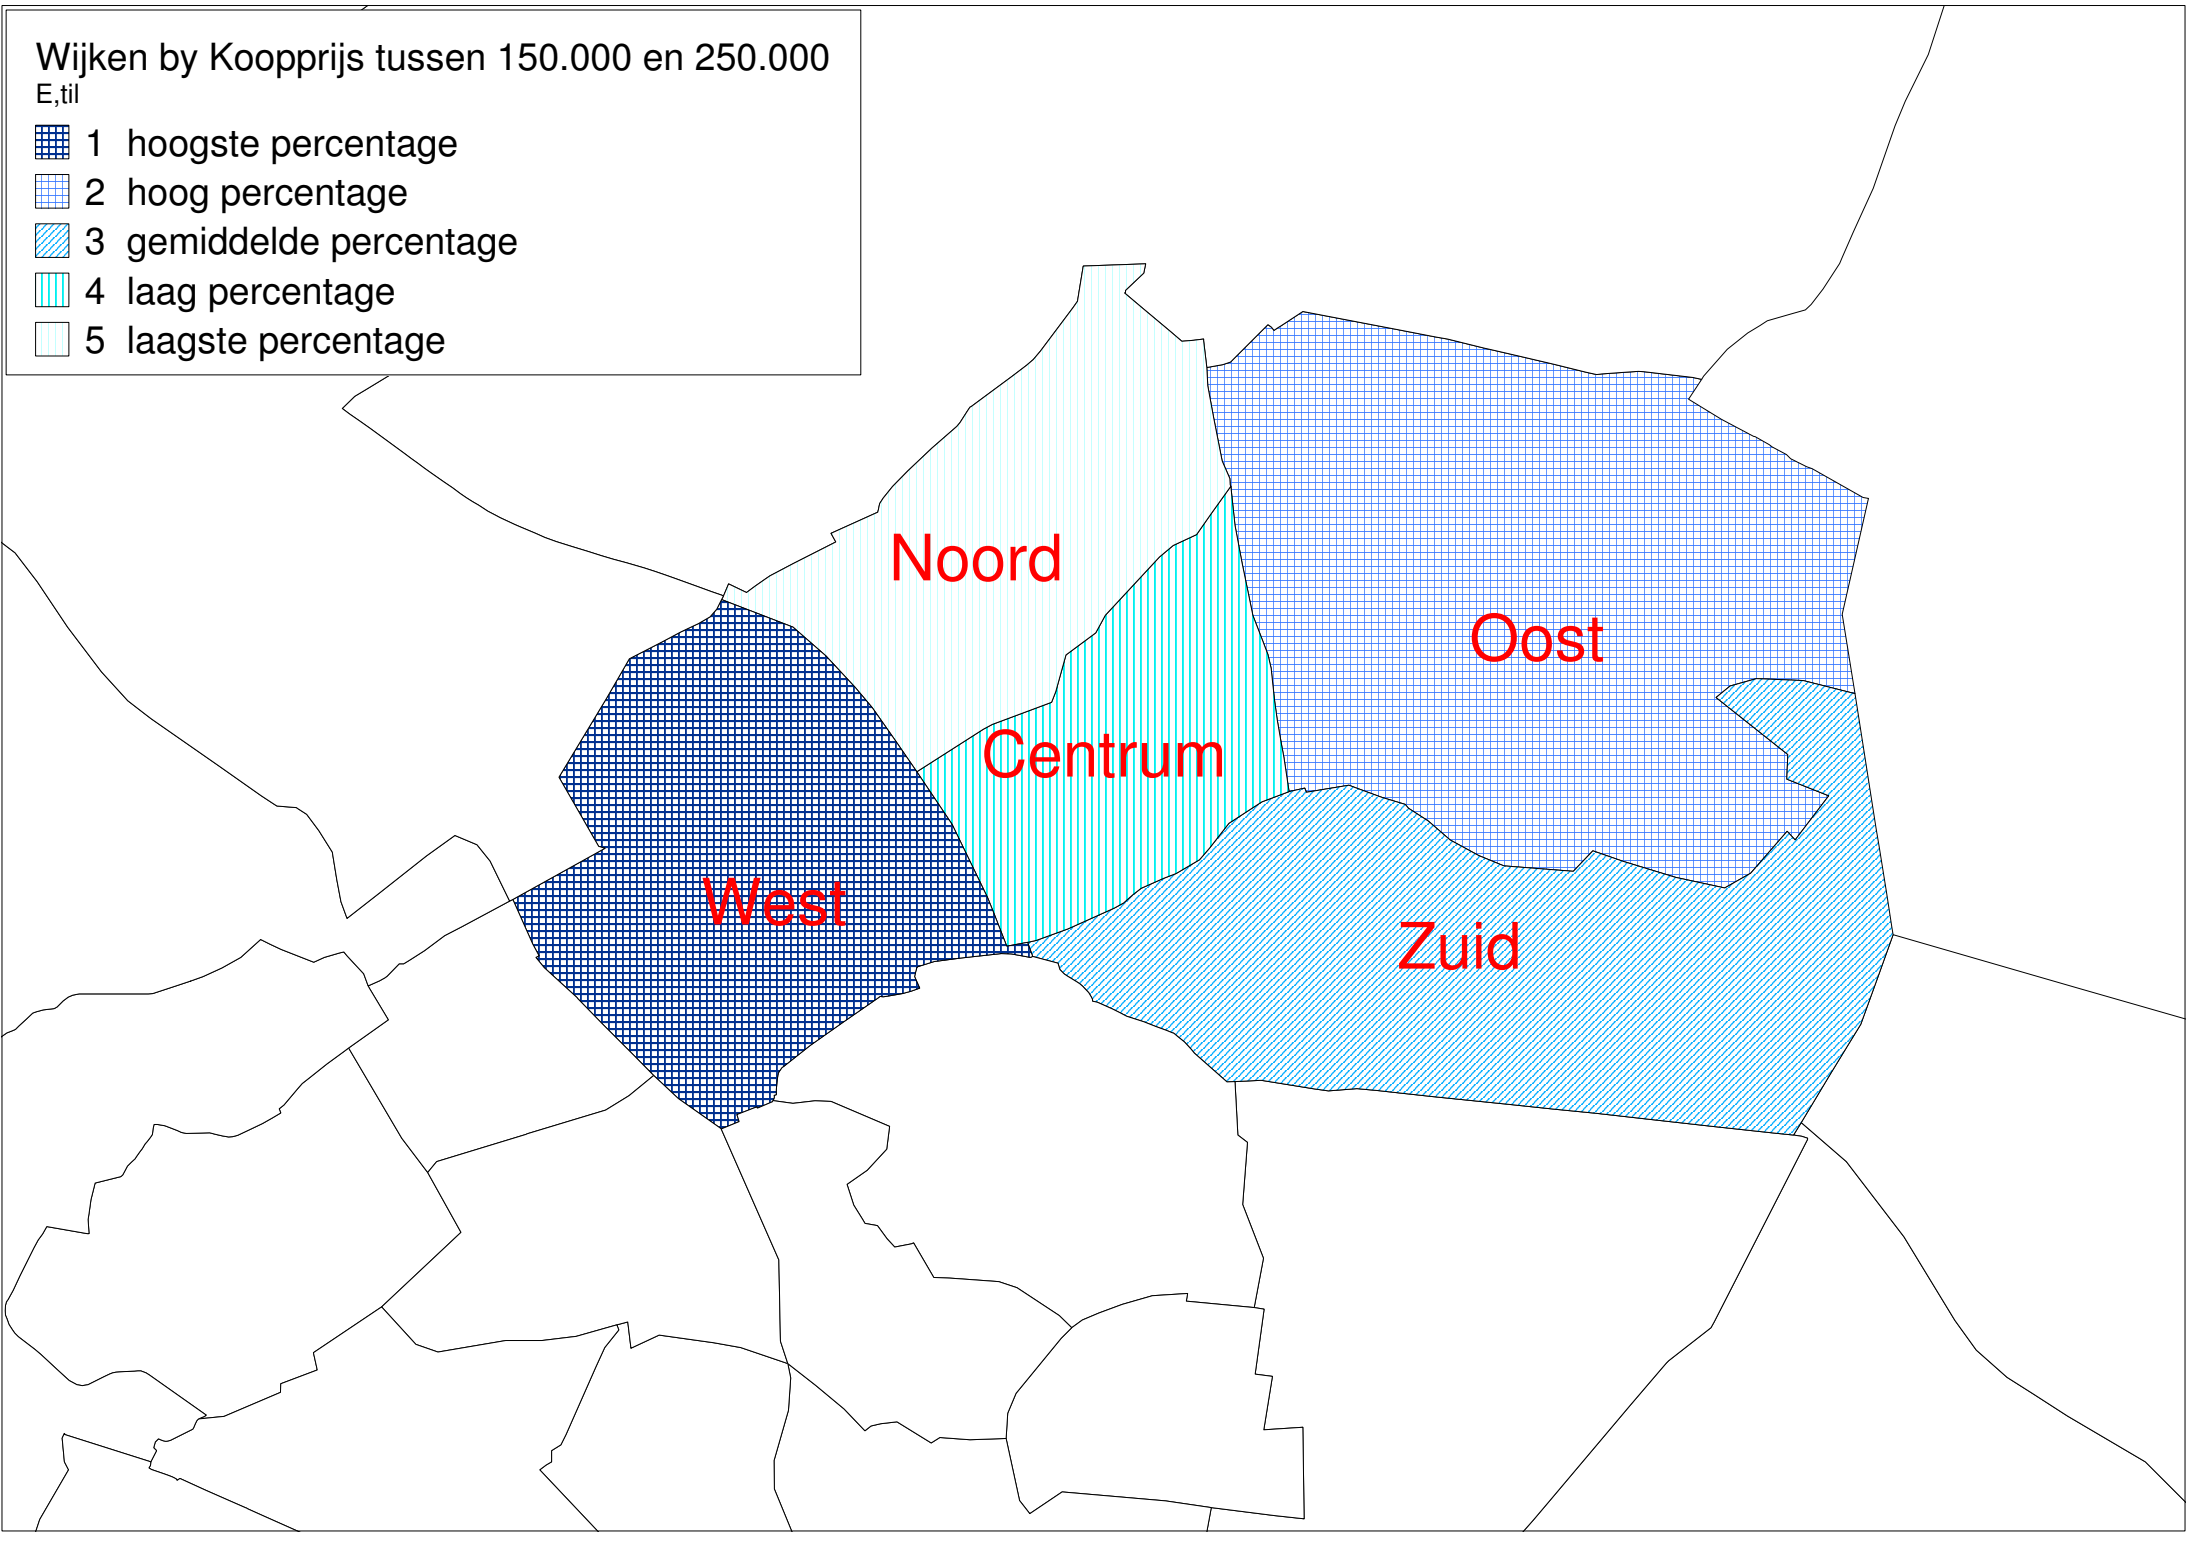 Wijken by Koopprijs tussen 150.000 en 250.000
E,til
1 hoogste percentage
2 hoog percentage
3 gemiddelde percentage
4 laag percentage
5 laagste percentage
Noord
Oost
Centrum
West
Zuid